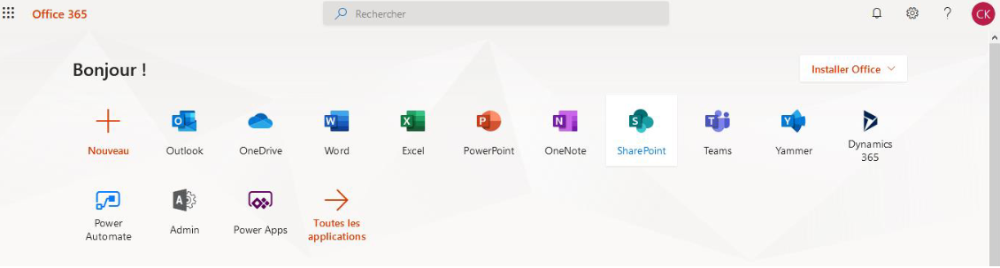 Office 365
Rechercher
?
CK
Bonjour !
Installer Office
Nouveau
Outlook
OneDrive
Word
Excel
PowerPoint
OneNote
SharePoint
Teams
Yammer
Dynamics
365
Power
Automate
Admin
Power Apps
Toutes les
applications